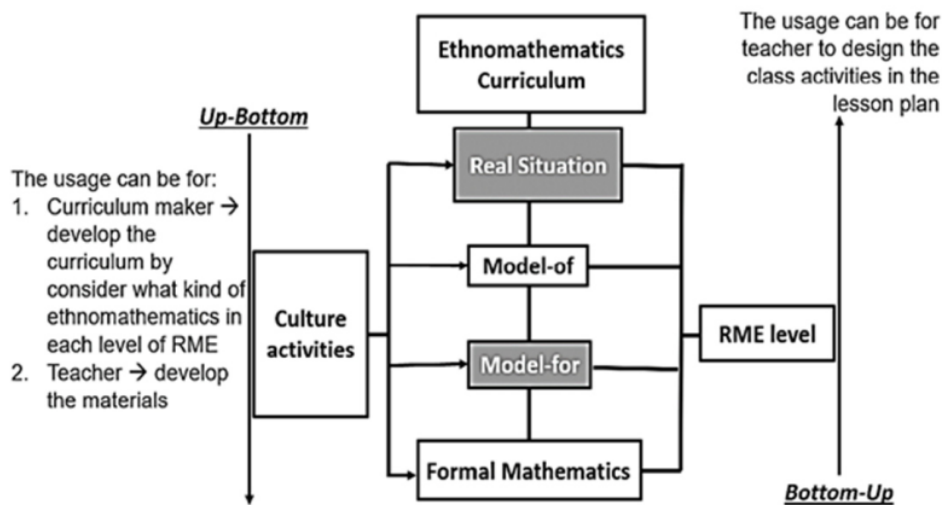 Ethnomathematics
Curriculum
The usage can be for
teacher to design the
class activities in the
lesson plan
Up-Bottom
Real Situation
The usage can be for:
1. Curriculum maker →
develop the
curriculum by
consider what kind of
ethnomathematics in
each level of RME
2. Teacher → develop
the materials
Culture
activities
Model-of
RME level
Model-for
Formal Mathematics
Bottom-Up